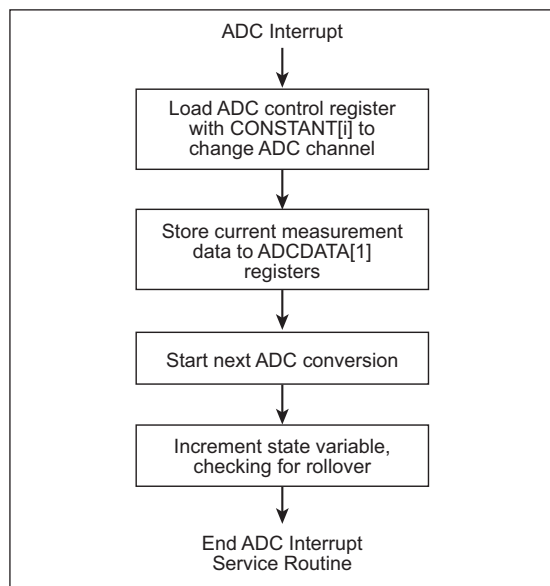 ADC Interrupt
Load ADC control register
with CONSTANT[i] to
change ADC channel
Store current measurement
data to ADCDATA[1]
registers
Start next ADC conversion
Increment state variable,
checking for rollover
End ADC Interrupt
Service Routine